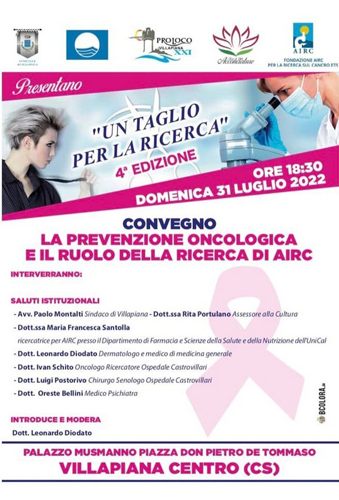 PROLOCO
VILLAPIANA
XXI
AIRC
FONDAZIONE AIRC
PER LA RICERCA SUL CANCRO ETS
Presentano
"UN TAGLIO
PER LA RICERCA"
4ª EDIZIONE
ORE 18:30
DOMENICA 31 LUGLIO 2022
CONVEGNO
LA PREVENZIONE ONCOLOGICA
E IL RUOLO DELLA RICERCA DI AIRC
INTERVERRANNO:
SALUTI ISTITUZIONALI
- Avv. Paolo Montalti Sindaco di Villapiana - Dott.ssa Rita Portulano Assessore alla Cultura
- Dott.ssa Maria Francesca Santolla
ricercatrice per AIRC presso il Dipartimento di Farmacia e Scienze della Salute e della Nutrizione dell'UniCal
- Dott. Leonardo Diodato Dermatologo e medico di medicina generale
- Dott. Ivan Schito Oncologo Ricercatore Ospedale Castrovillari
- Dott. Luigi Postorivo Chirurgo Senologo Ospedale Castrovillari
- Dott. Oreste Bellini Medico Psichiatra
BCOLORA.it
INTRODUCE E MODERA
Dott. Leonardo Diodato
PALAZZO MUSMANNO PIAZZA DON PIETRO DE TOMMASO
VILLAPIANA CENTRO (CS)